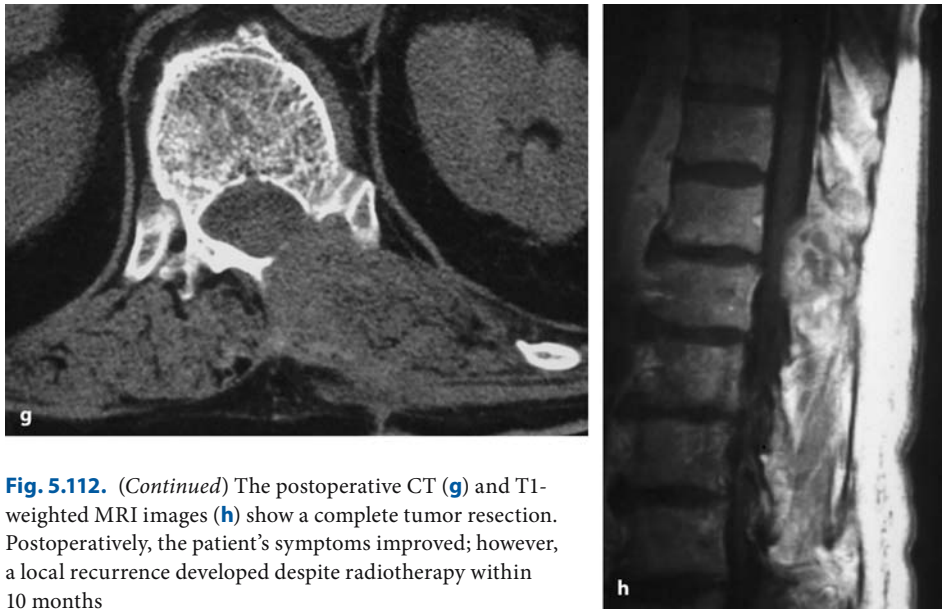 g
h
Fig. 5.112. (Continued) The postoperative CT (g) and T1-
weighted MRI images (h) show a complete tumor resection.
Postoperatively, the patient's symptoms improved; however,
a local recurrence developed despite radiotherapy within
10 months